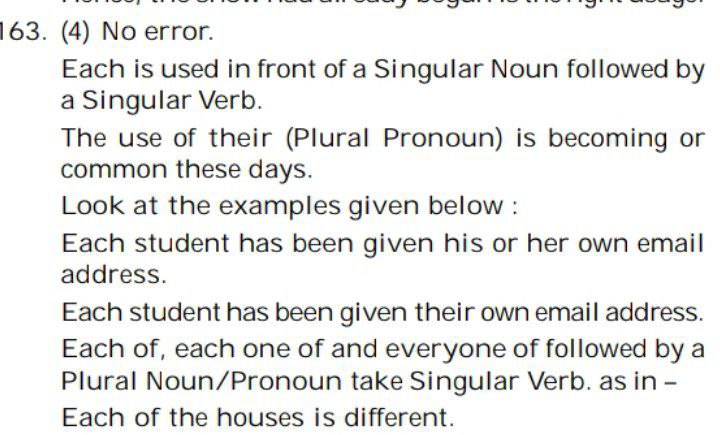 163. (4) No error.
Each is used in front of a Singular Noun followed by
a Singular Verb.
The use of their (Plural Pronoun) is becoming or
common these days.
Look at the examples given below :
Each student has been given his or her own email
address.
Each student has been given their own email address.
Each of, each one of and everyone of followed by a
Plural Noun/Pronoun take Singular Verb. as in –
Each of the houses is different.